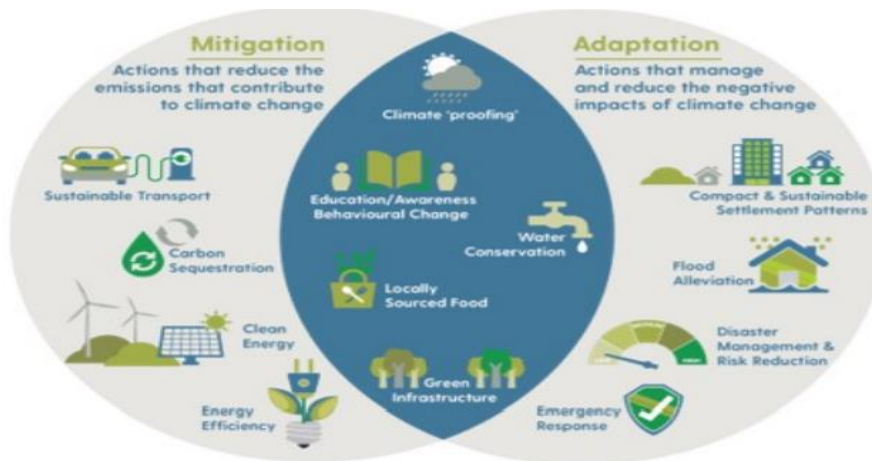 Mitigation
Actions that reduce the
emissions that contribute
to climate change
Sustainable Transport
Carbon
Sequestration
Clean
Energy
Energy
Efficiency
Climate ‘proofing’
Education/Awareness
Behavioural Change
Water
Conservation
Locally
Sourced Food
Green
Infrastructure
Adaptation
Actions that manage
and reduce the negative
impacts of climate change
Compact & Sustainable
Settlement Patterns
Flood
Alleviation
Disaster
Management &
Risk Reduction
Emergency
Response